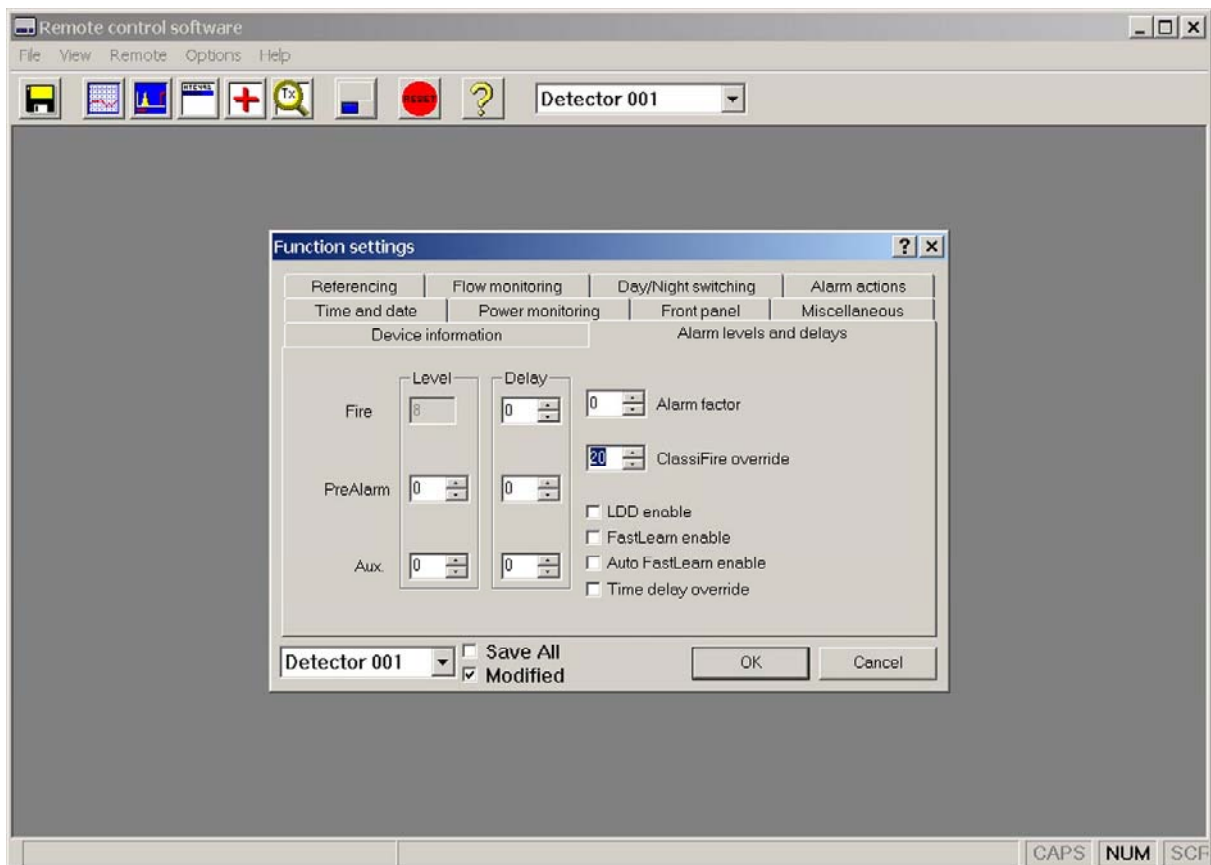 Remote control software
File View Remote Options Help
Tx RESET ? Detector 001
Function settings
Referencing Flow monitoring Day/Night switching Alarm actions
Time and date Power monitoring Front panel Miscellaneous
Device information Alarm levels and delays
Level Delay
Fire 8 0 0 Alarm factor
20 ClassiFire override
PreAlarm 0 0
LDD enable
FastLearn enable
Aux. 0 0 Auto FastLearn enable
Time delay override
Detector 001 Save All
Modified
OK Cancel
CAPS NUM SCR